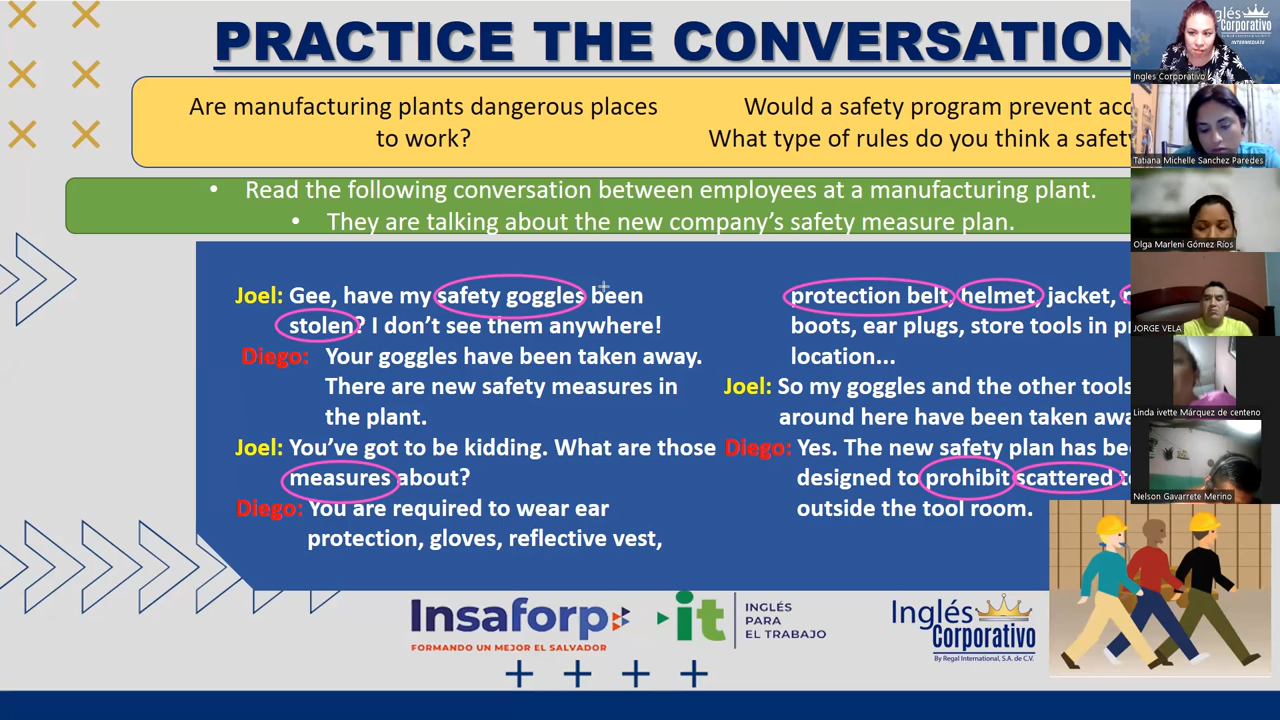 PRACTICE THE CONVERSATION
Are manufacturing plants dangerous places
to work?
Would a safety program prevent
What type of rules do you think a
• Read the following conversation between employees at a manufacturing plant.
• They are talking about the new company's safety measure plan.
Joel: Gee, have my safety goggles been
stolen? I don't see them anywhere!
Diego: Your goggles have been taken away.
There are new safety measures in
the plant.
Joel: You've got to be kidding. What are those
measures about?
Diego: You are required to wear ear
protection, gloves, reflective vest,
protection belt, helmet, jacket,
boots, ear plugs, store tools in
location...
Joel: So my goggles and the other tools
around here have been taken
Diego: Yes. The new safety plan has
designed to prohibit scattered
outside the tool room.
Insaforp
FORMANDO UN MEJOR EL SALVADOR
it
INGLÉS
PARA
EL TRABAJO
Inglés
Corporativo
By Regal International, S.A. de C.V.
Corporativo
INTERMEDIATE
Ingles Corporativo
Tatiana Michelle Sanchez Paredes
Olga Marleni Gómez Ríos
JORGE VELA
Linda ivette Márquez de centeno
Nelson Gavarrete Merino